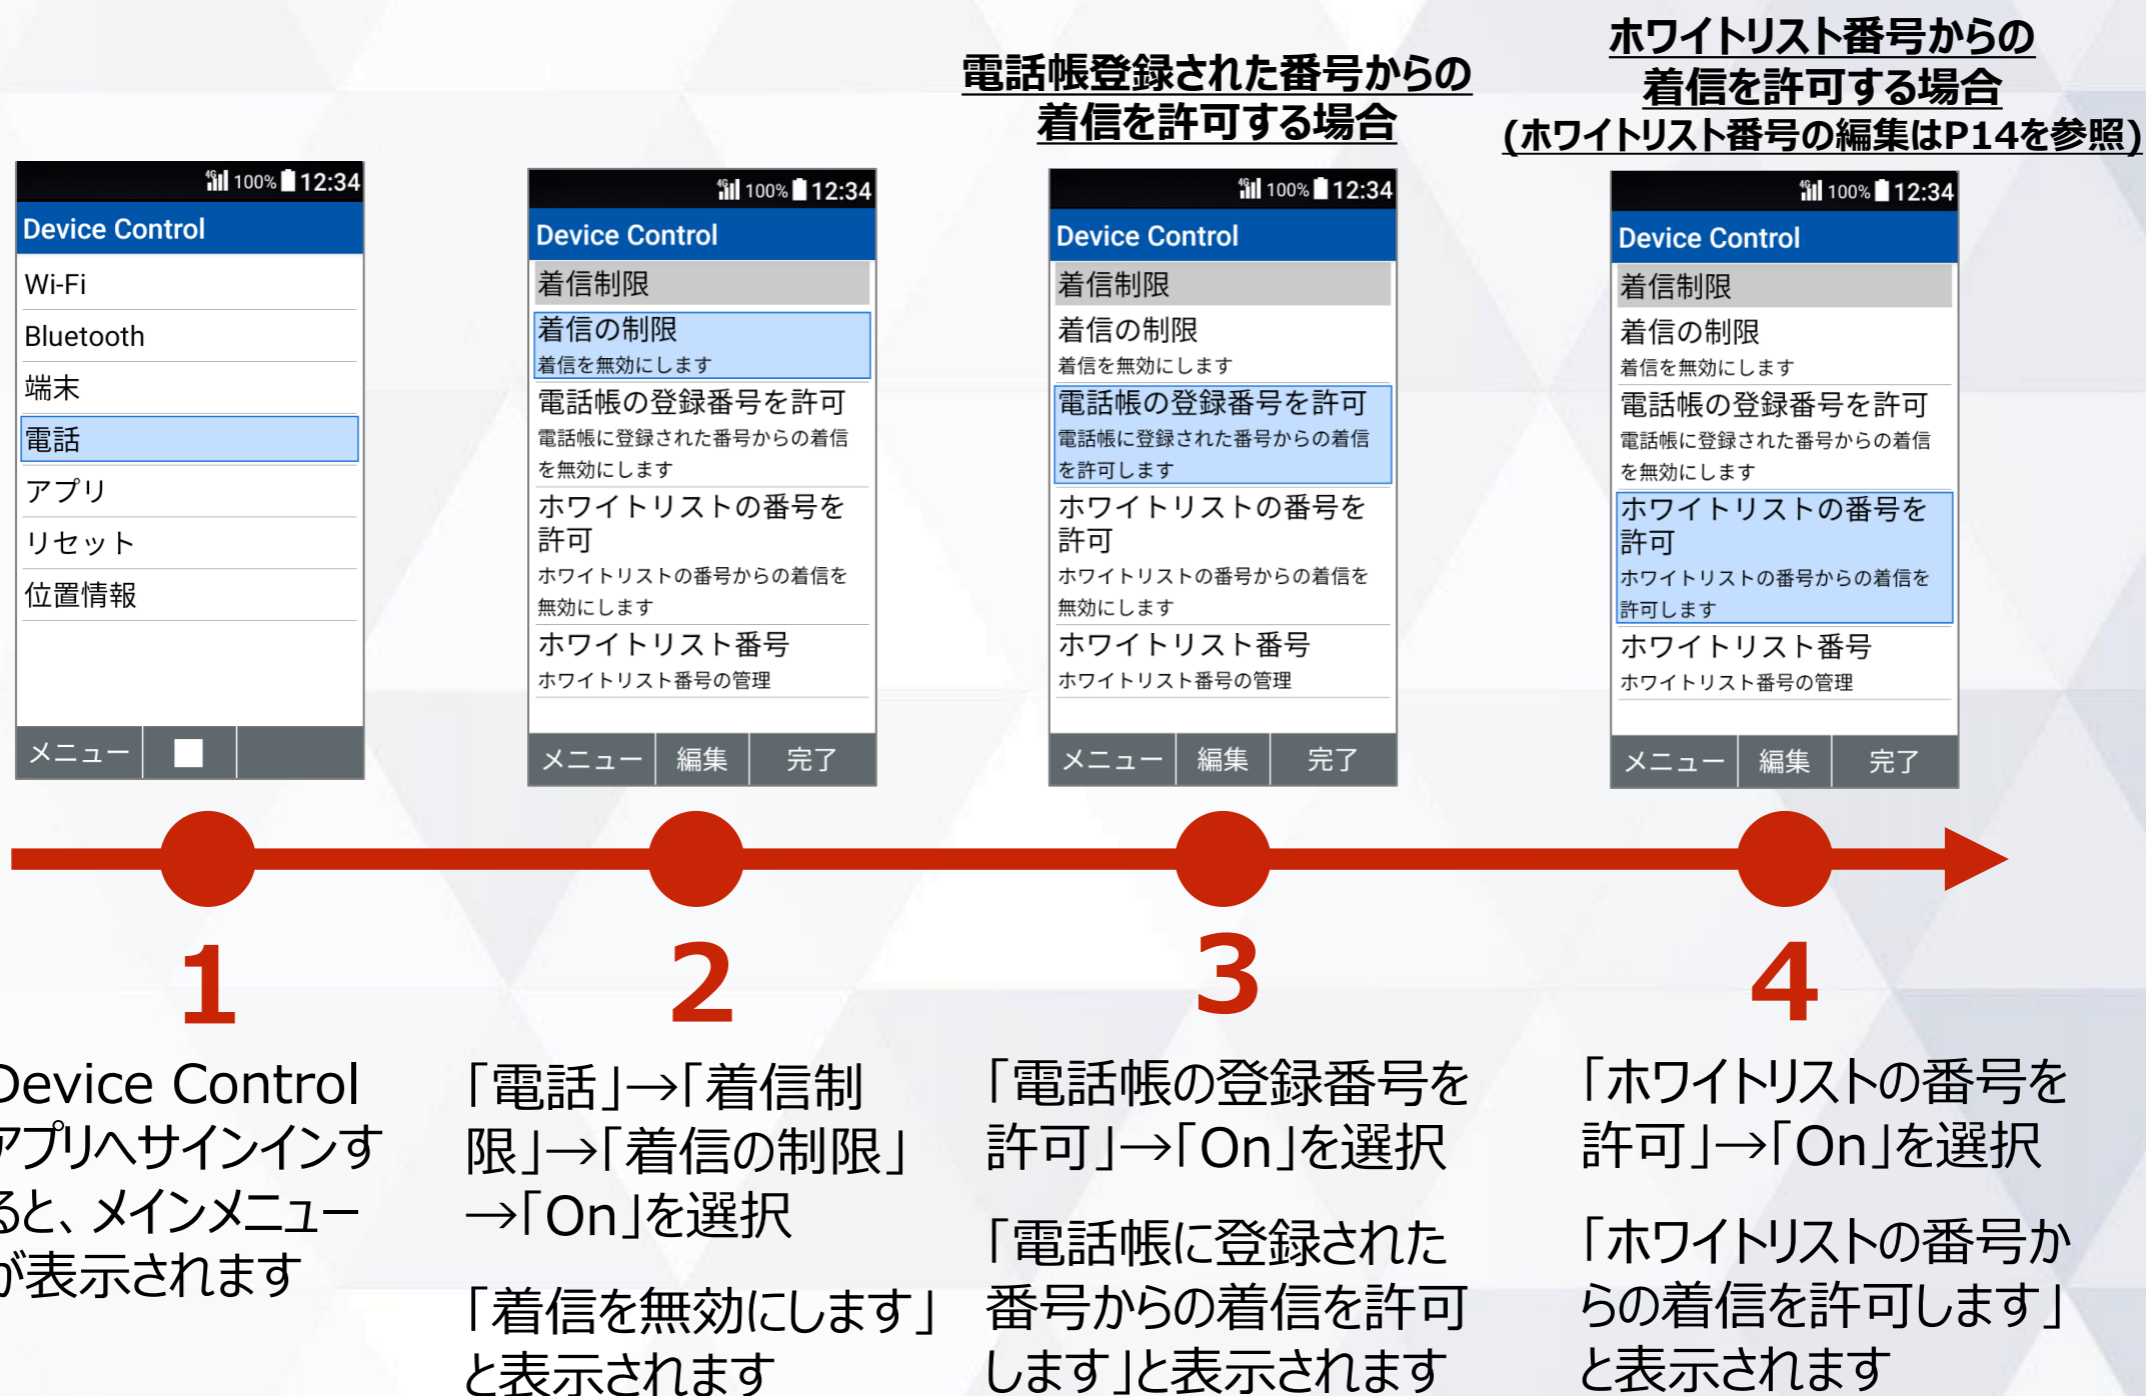 電話帳登録された番号からの
着信を許可する場合
ホワイトリスト番号からの
着信を許可する場合
(ホワイトリスト番号の編集はP14を参照)
4G 100% 12:34
Device Control
Wi-Fi
Bluetooth
端末
電話
アプリ
リセット
位置情報
メニュー
4G 100% 12:34
Device Control
着信制限
着信の制限
着信を無効にします
電話帳の登録番号を許可
電話帳に登録された番号からの着信
を無効にします
ホワイトリストの番号を
許可
ホワイトリストの番号からの着信を
無効にします
ホワイトリスト番号
ホワイトリスト番号の管理
メニュー 編集 完了
4G 100% 12:34
Device Control
着信制限
着信の制限
着信を無効にします
電話帳の登録番号を許可
電話帳に登録された番号からの着信
を許可します
ホワイトリストの番号を
許可
ホワイトリストの番号からの着信を
無効にします
ホワイトリスト番号
ホワイトリスト番号の管理
メニュー 編集 完了
4G 100% 12:34
Device Control
着信制限
着信の制限
着信を無効にします
電話帳の登録番号を許可
電話帳に登録された番号からの着信
を無効にします
ホワイトリストの番号を
許可
ホワイトリストの番号からの着信を
許可します
ホワイトリスト番号
ホワイトリスト番号の管理
メニュー 編集 完了
1
Device Control
アプリへサインインす
ると、メインメニュー
が表示されます
2
「電話」→「着信制
限」→「着信の制限」
→「On」を選択
「着信を無効にします」
と表示されます
3
「電話帳の登録番号を
許可」→「On」を選択
「電話帳に登録された
番号からの着信を許可
します」と表示されます
4
「ホワイトリストの番号を
許可」→「On」を選択
「ホワイトリストの番号か
らの着信を許可します」
と表示されます